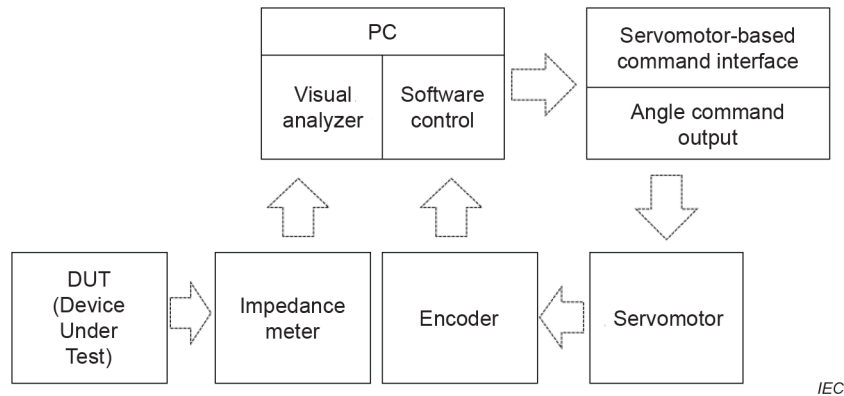 PC
Visual
analyzer
Software
control
Servomotor-based
command interface
Angle command
output
DUT
(Device
Under
Test)
Impedance
meter
Encoder
Servomotor
IEC